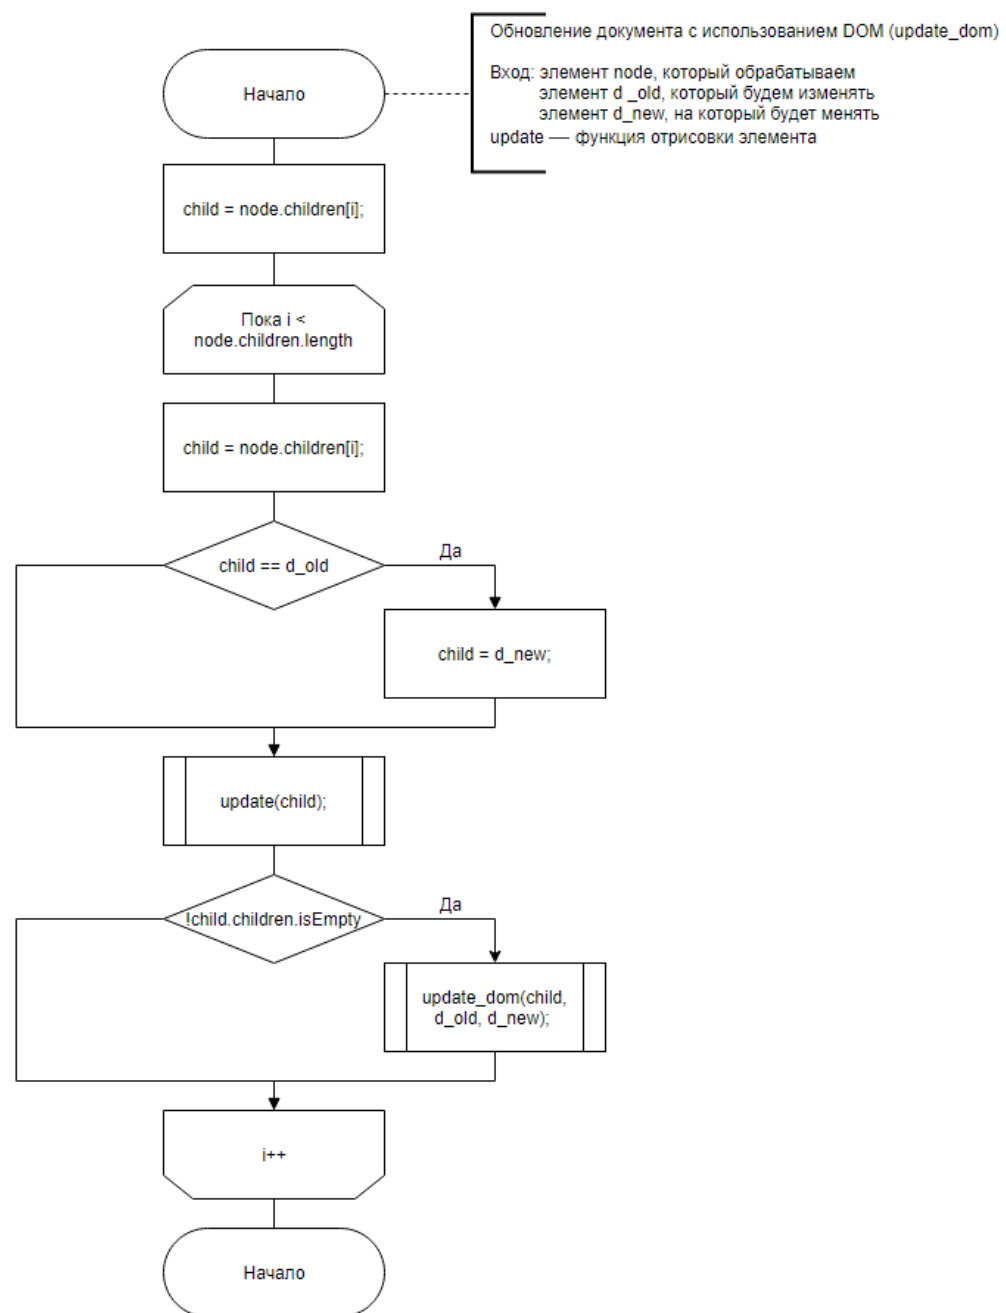 Начало
Обновление документа с использованием DOM (update_dom)
Вход: элемент node, который обрабатываем
элемент d _old, который будем изменять
элемент d_new, на который будет менять
update — функция отрисовки элемента
child = node.children[i];
Пока i <
node.children.length
child = node.children[i];
child == d_old
Да
child = d_new;
update(child);
!child.children.isEmpty
Да
update_dom(child,
d_old, d_new);
i++
Начало